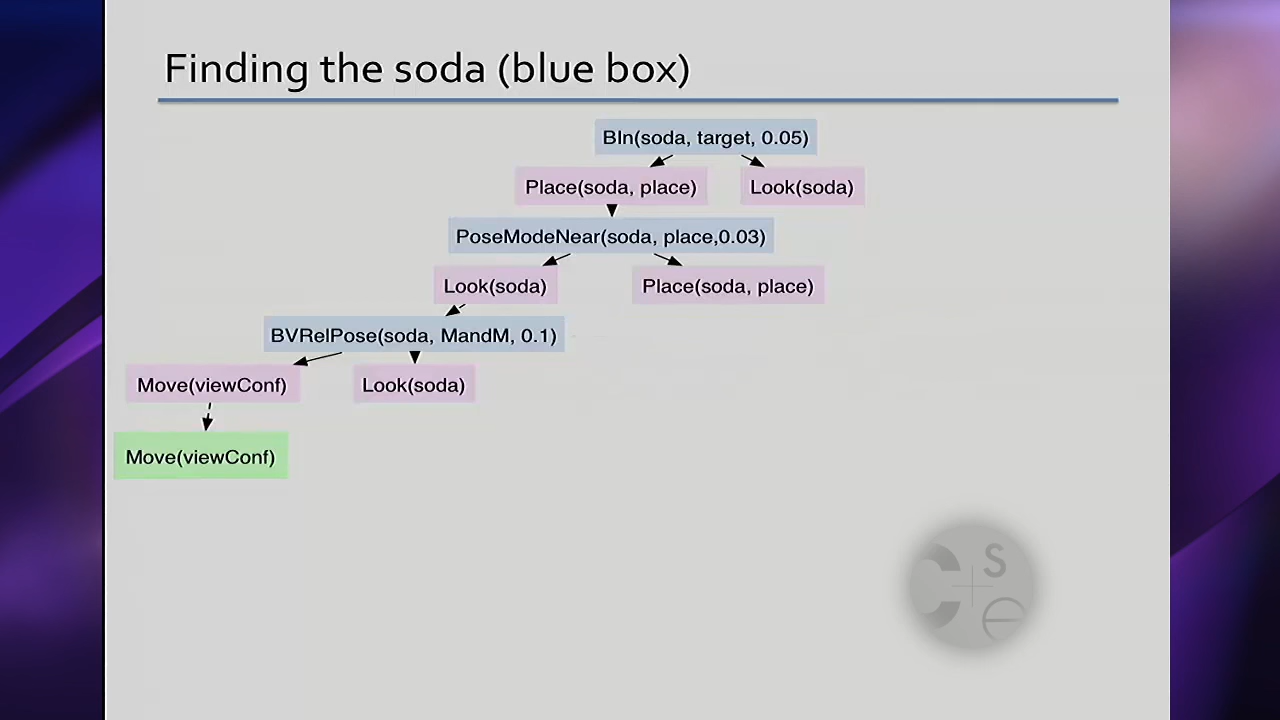 Finding the soda (blue box)
BIn(soda, target, 0.05)
Place(soda, place)
Look(soda)
PoseModeNear(soda, place,0.03)
Look(soda)
Place(soda, place)
BVRelPose(soda, MandM, 0.1)
Move(viewConf)
Look(soda)
Move(viewConf)
C S e